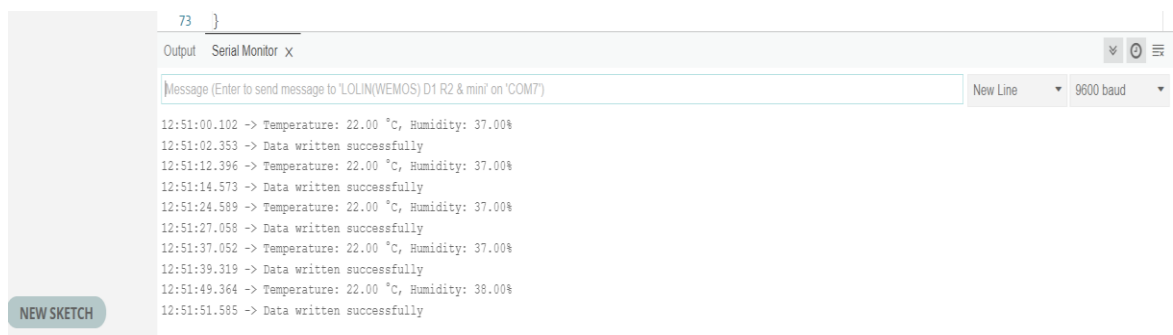 73 }
Output Serial Monitor x
Message (Enter to send message to 'LOLIN(WEMOS) D1 R2 & mini' on 'COM7')
New Line 9600 baud
12:51:00.102 -> Temperature: 22.00 °C, Humidity: 37.00%
12:51:02.353 -> Data written successfully
12:51:12.396 -> Temperature: 22.00 °C, Humidity: 37.00%
12:51:14.573 -> Data written successfully
12:51:24.589 -> Temperature: 22.00 °C, Humidity: 37.00%
12:51:27.058 -> Data written successfully
12:51:37.052 -> Temperature: 22.00 °C, Humidity: 37.00%
12:51:39.319 -> Data written successfully
12:51:49.364 -> Temperature: 22.00 °C, Humidity: 38.00%
12:51:51.585 -> Data written successfully
NEW SKETCH